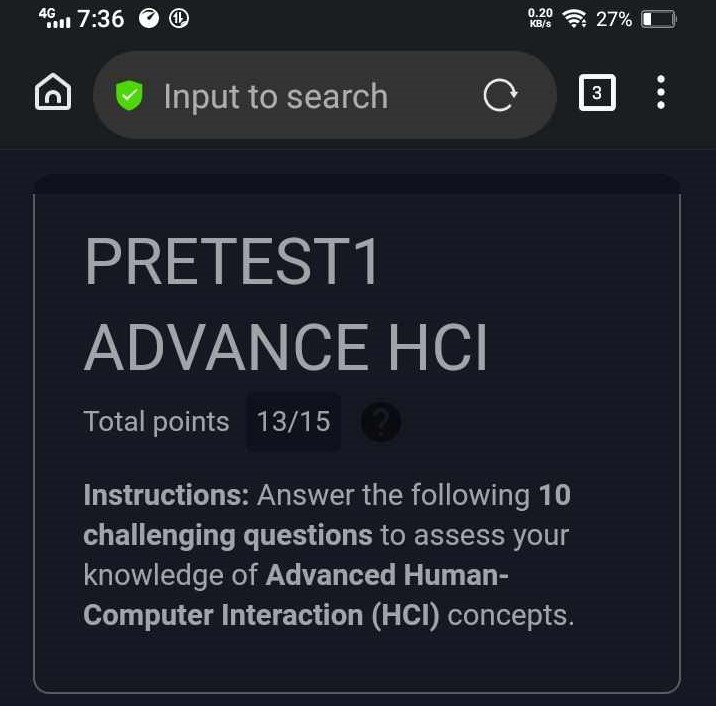 4G 7:36 0.20 KB/s 27%
Input to search 3
PRETEST1
ADVANCE HCI
Total points 13/15 ?
Instructions: Answer the following 10
challenging questions to assess your
knowledge of Advanced Human-
Computer Interaction (HCI) concepts.